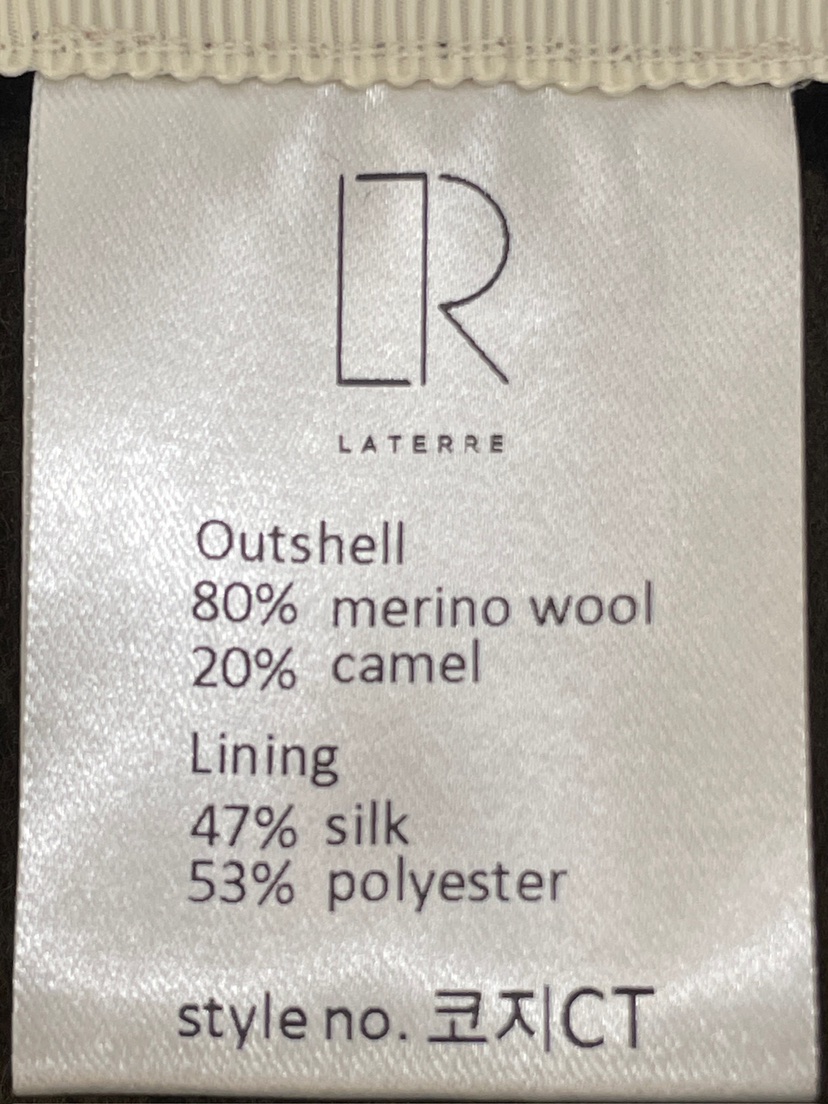 LR
LATERRE
Outshell
80% merino wool
20% camel
Lining
47% silk
53% polyester
style no. 코지CT